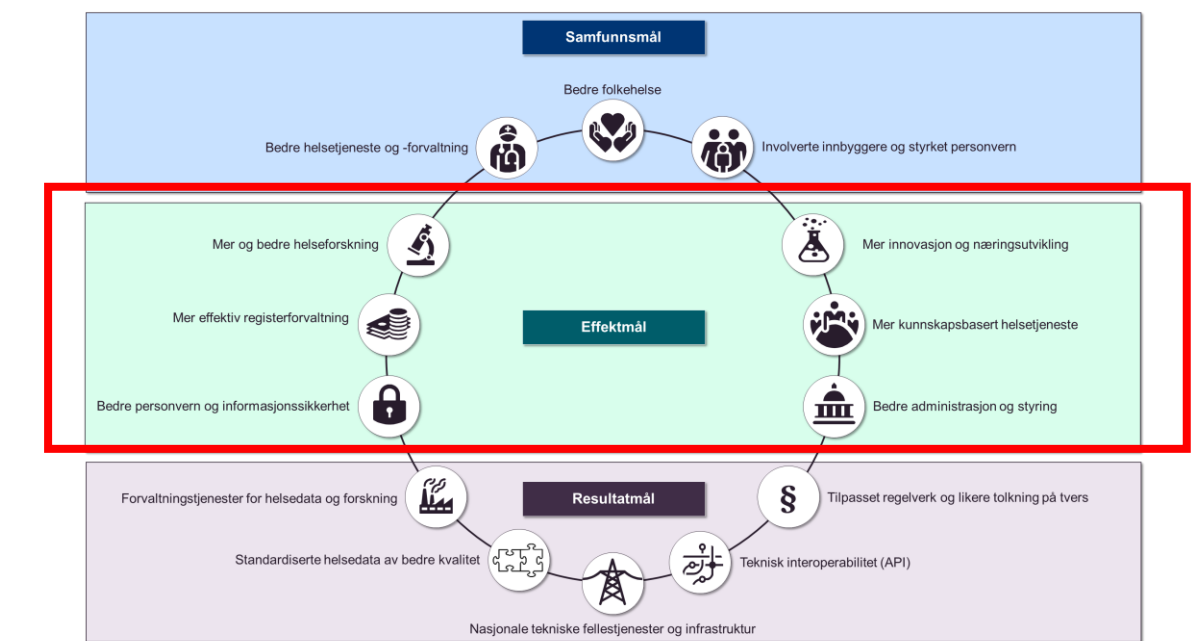 Samfunnsmål
Bedre folkehelse
Bedre helsetjeneste og -forvaltning
Involverte innbyggere og styrket personvern
Mer og bedre helseforskning
Mer innovasjon og næringsutvikling
Mer effektiv registerforvaltning
Effektmål
Mer kunnskapsbasert helsetjeneste
Bedre personvern og informasjonssikkerhet
Bedre administrasjon og styring
Forvaltningstjenester for helsedata og forskning
Resultatmål
§
Tilpasset regelverk og likere tolkning på tvers
Standardiserte helsedata av bedre kvalitet
Teknisk interoperabilitet (API)
Nasjonale tekniske fellestjenester og infrastruktur